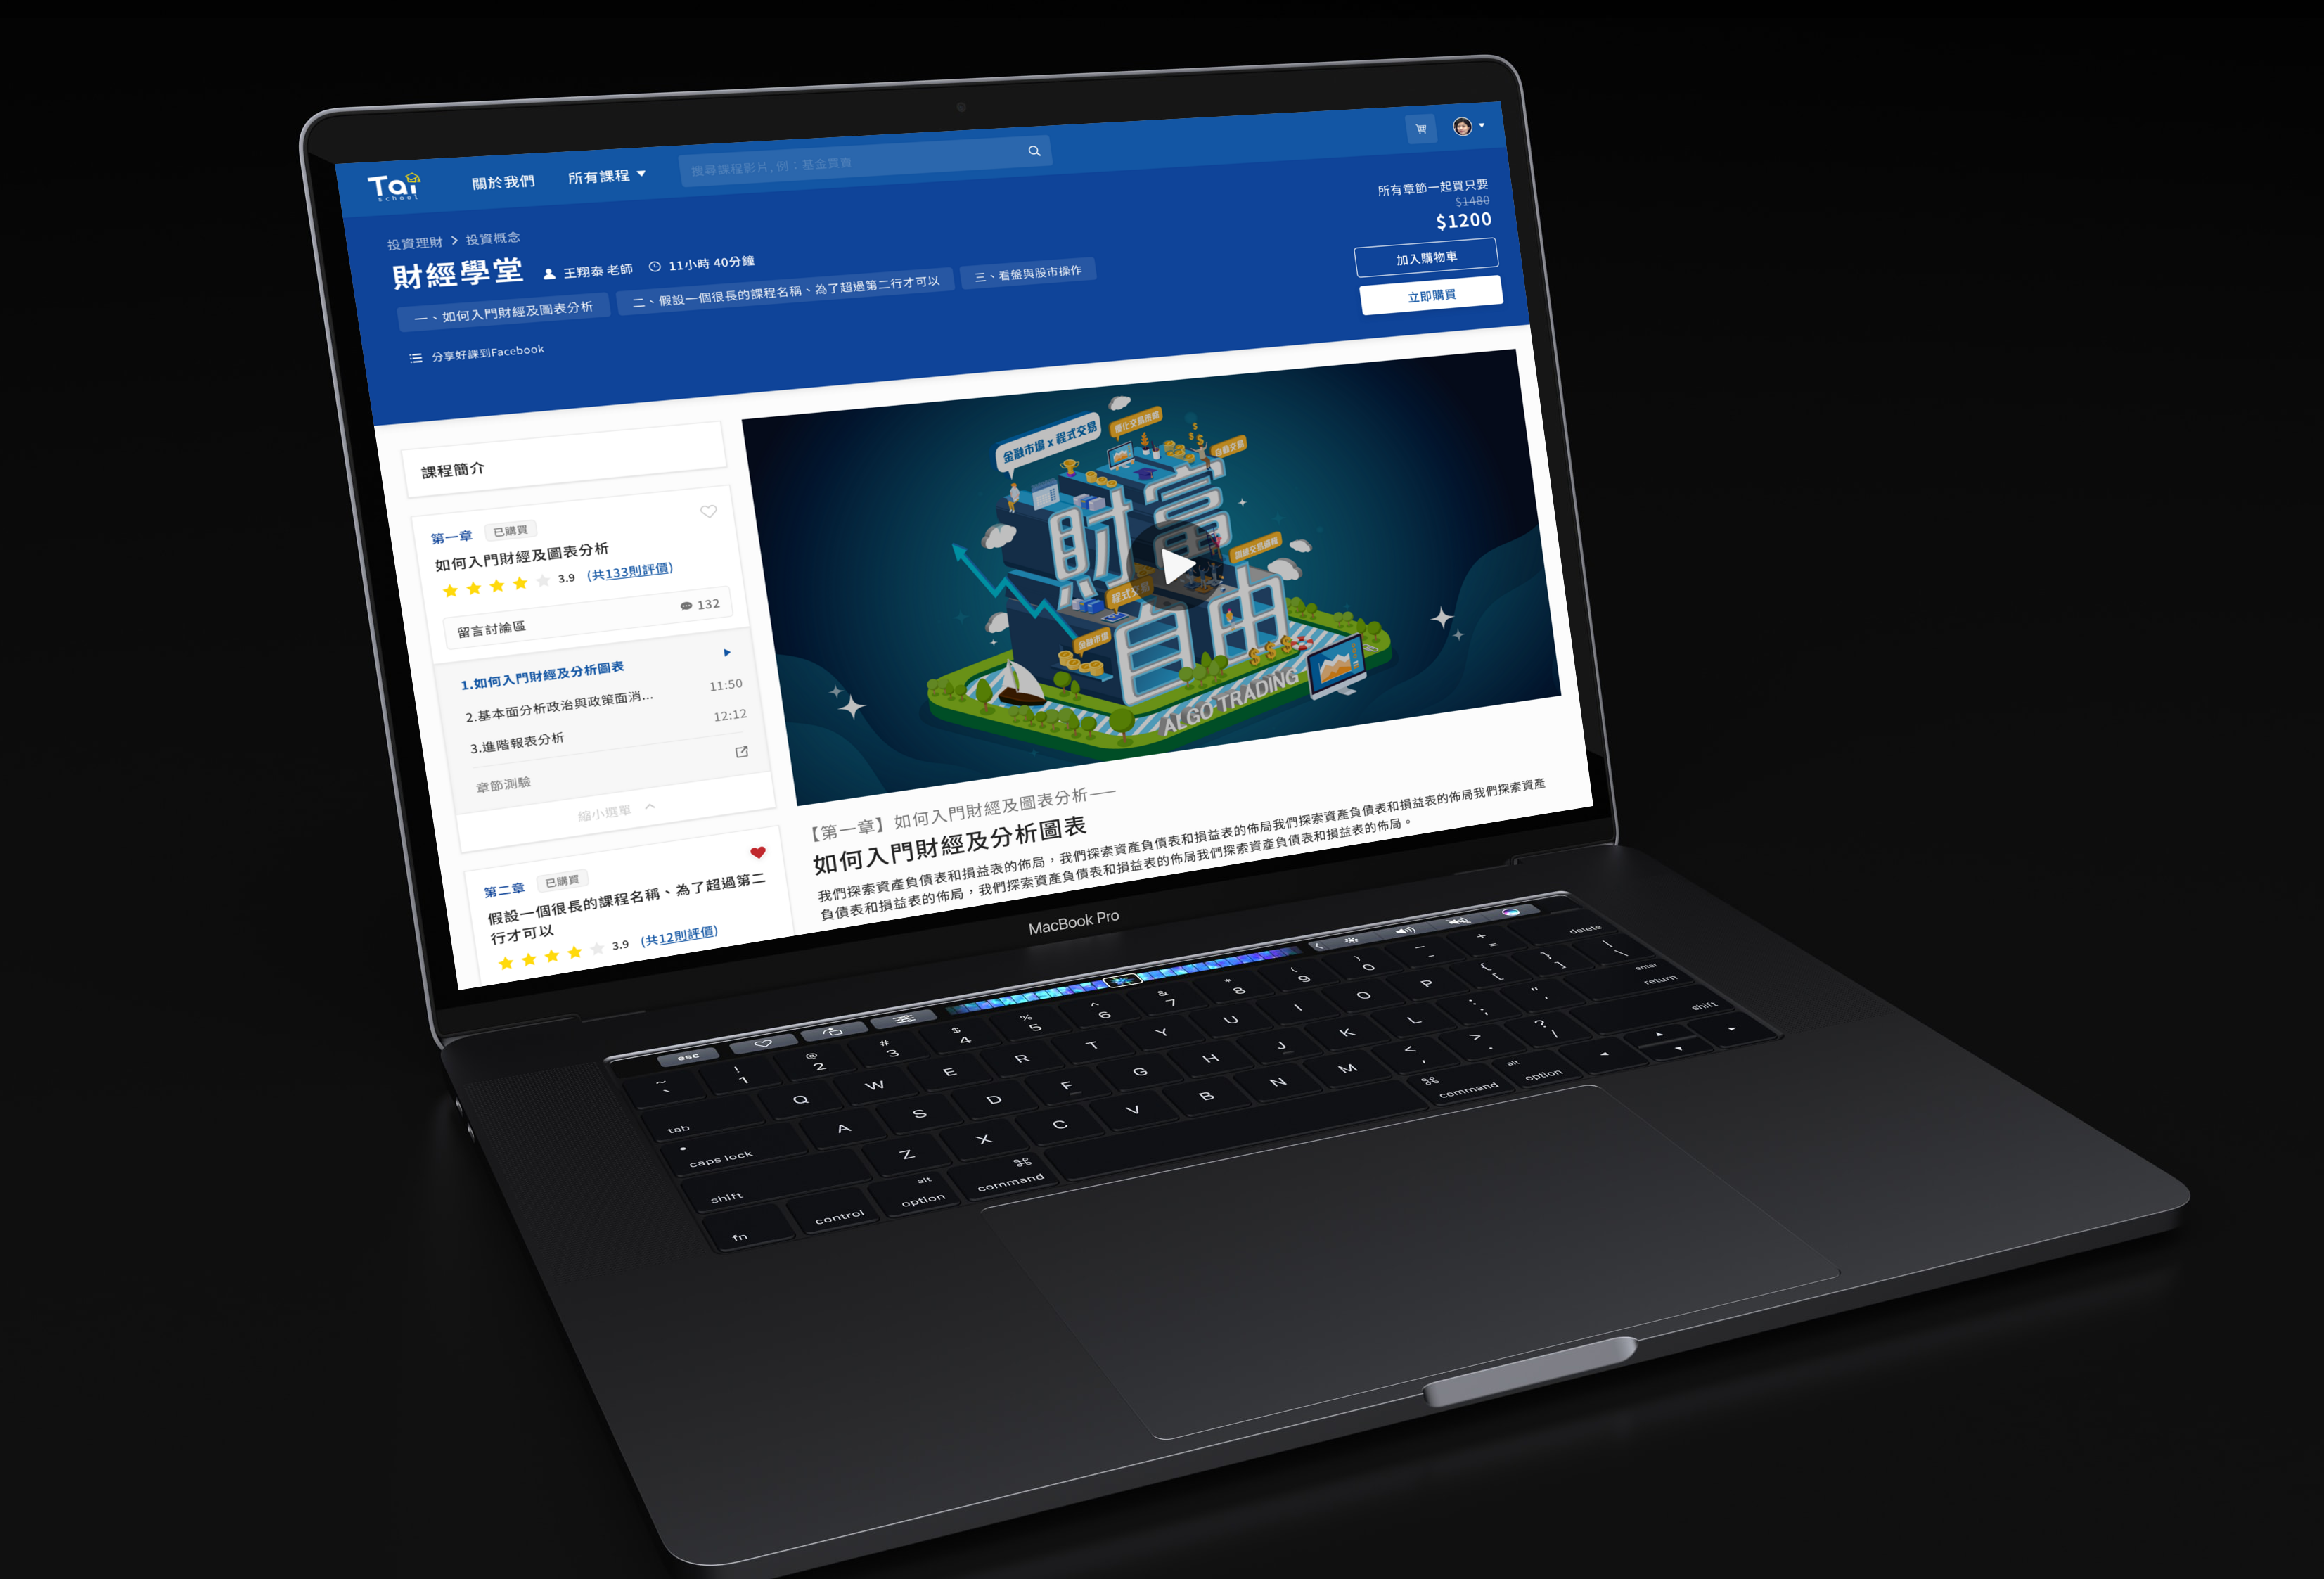 Tai
school
關於我們
所有課程
搜尋課程影片, 例：基金買賣
投資理財 > 投資概念
財經學堂
王翔泰 老師
11小時 40分鐘
一、如何入門財經及圖表分析
二、假設一個很長的課程名稱、為了超過第二行才可以
三、看盤與股市操作
分享好課到Facebook
所有章節一起買只要
$1480
$1200
加入購物車
立即購買
課程簡介
第一章 已購買
如何入門財經及圖表分析
3.9 (共133則評價)
留言討論區 132
1.如何入門財經及分析圖表
2.基本面分析政治與政策面消... 11:50
3.進階報表分析 12:12
章節測驗
縮小選單
第二章 已購買
假設一個很長的課程名稱、為了超過第二
行才可以
3.9 (共12則評價)
金融市場 x 程式交易
優化交易策略
自動交易
財富
程式交易
金融市場
自由
ALGO TRADING
【第一章】如何入門財經及圖表分析——
如何入門財經及分析圖表
我們探索資產負債表和損益表的佈局，我們探索資產負債表和損益表的佈局我們探索資產負債表和損益表的佈局我們探索資產
負債表和損益表的佈局，我們探索資產負債表和損益表的佈局我們探索資產負債表和損益表的佈局。
MacBook Pro
esc
~ ` ! 1 @ 2 # 3 $ 4 % 5 ^ 6 & 7 * 8 ( 9 ) 0 — - + = delete
tab Q W E R T Y U I O P { [ } ] | \
caps lock A S D F G H J K L : ; " ' enter return
shift Z X C V B N M < , > . ? / shift
fn control alt option ⌘ command ⌘ command alt option